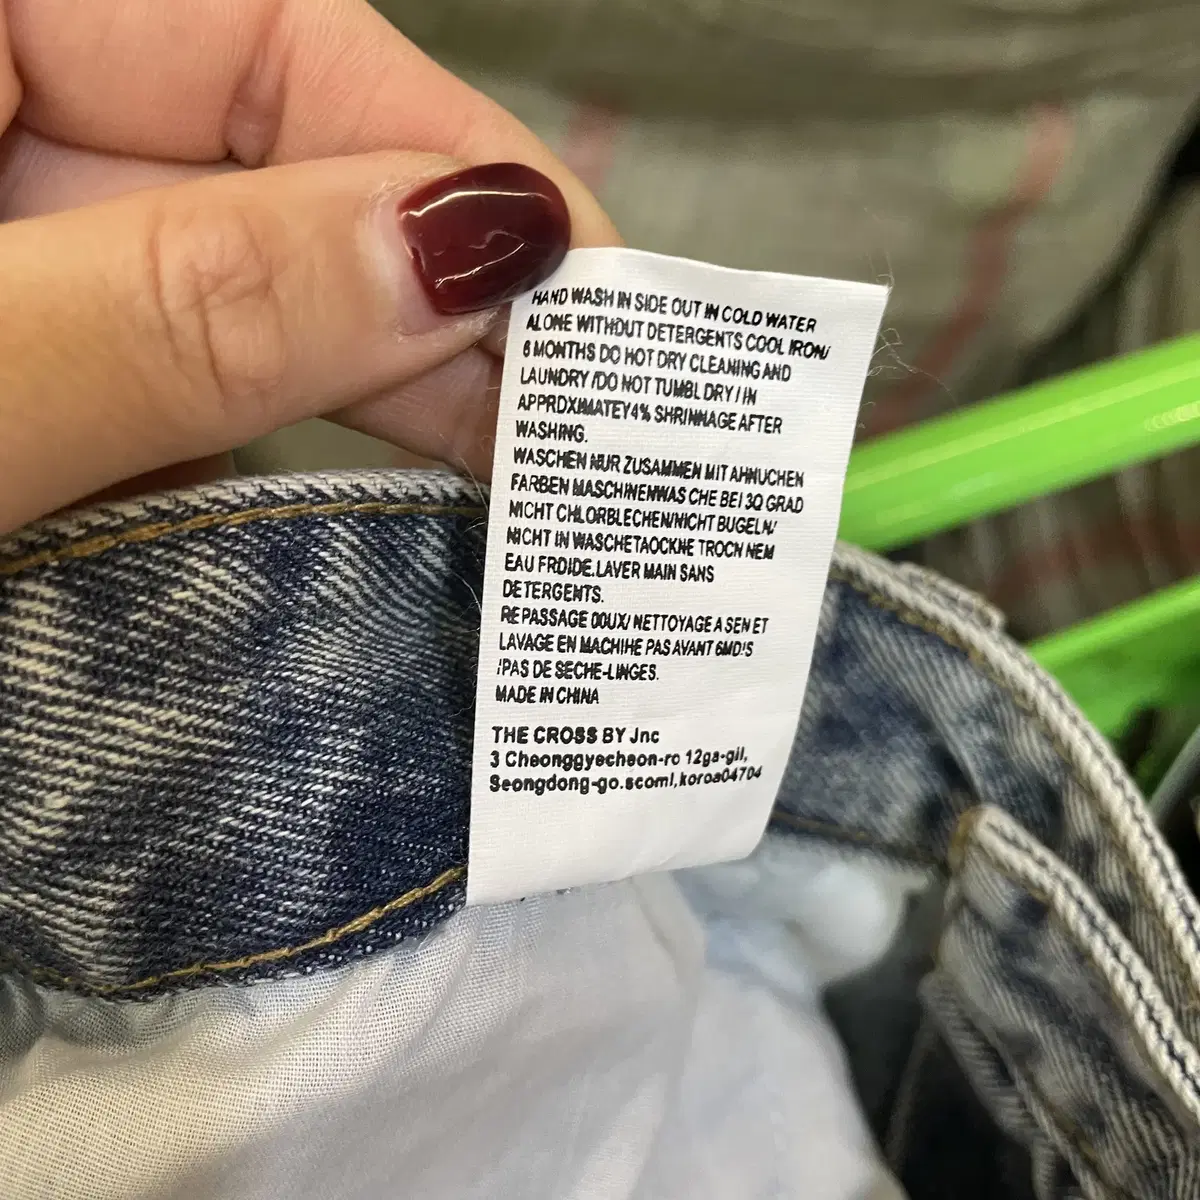 HAND WASH IN SIDE OUT IN COLD WATER
ALONE WITHOUT DETERGENTS COOL IRON/
6 MONTHS DO HOT DRY CLEANING AND
LAUNDRY /DO NOT TUMBL DRY / IN
APPRDXIMATEY4% SHRINNAGE AFTER
WASHING.
WASCHEN NUR ZUSAMMEN MIT AHNUCHEN
FARBEN MASCHINENWAS CHE BEI 3O GRAD
NICHT CHLORBLECHEN/NICHT BUGELN/
NICHT IN WASCHETAOCKNE TROCN NEM
EAU FRDIDE.LAVER MAIN SANS
DETERGENTS.
REPASSAGE DOUX/ NETTOYAGE A SEN ET
LAVAGE EN MACHIHE PAS AVANT 6MD'S
/PAS DE SECHE-LINGES.
MADE IN CHINA
THE CROSS BY Jnc
3 Cheonggyecheon-ro 12ga-gil,
Seongdong-go.scoml,koroa04704